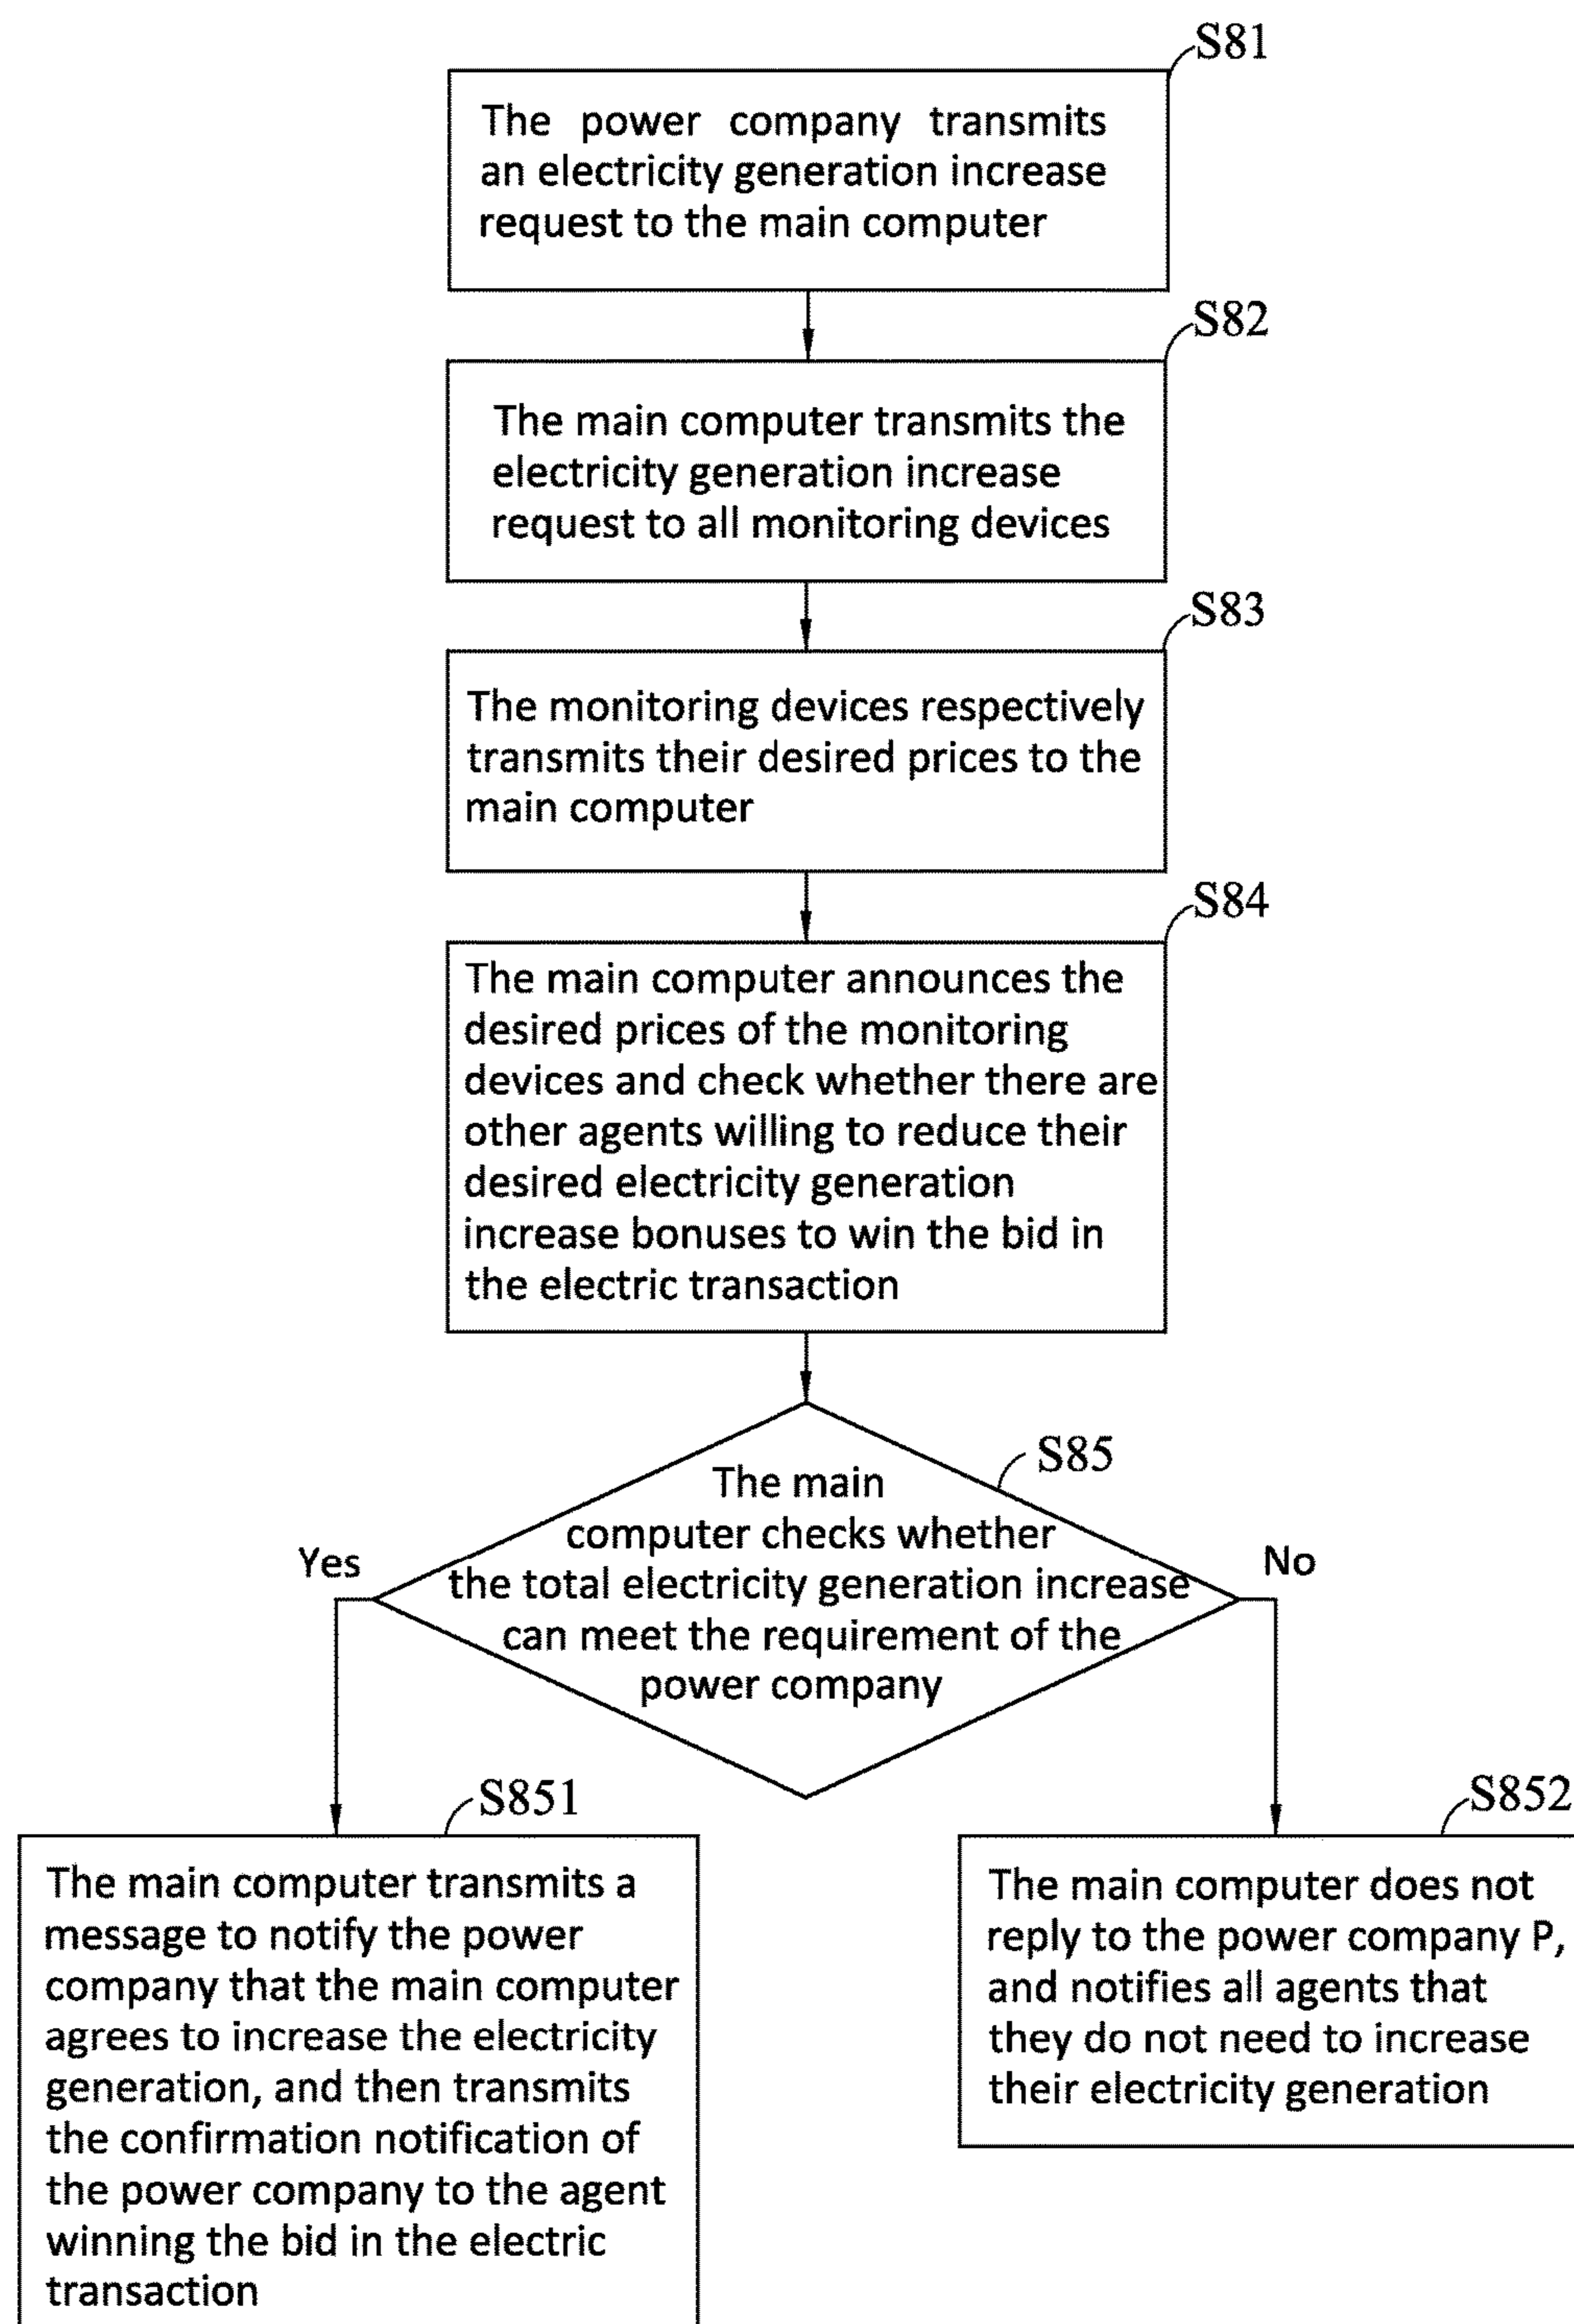 S81
The power company transmits
an electricity generation increase
request to the main computer
S82
The main computer transmits the
electricity generation increase
request to all monitoring devices
S83
The monitoring devices respectively
transmits their desired prices to the
main computer
S84
The main computer announces the
desired prices of the monitoring
devices and check whether there are
other agents willing to reduce their
desired electricity generation
increase bonuses to win the bid in
the electric transaction
S85
The main
computer checks whether
the total electricity generation increase
can meet the requirement of the
power company
Yes
No
S851
The main computer transmits a
message to notify the power
company that the main computer
agrees to increase the electricity
generation, and then transmits
the confirmation notification of
the power company to the agent
winning the bid in the electric
transaction
S852
The main computer does not
reply to the power company P,
and notifies all agents that
they do not need to increase
their electricity generation